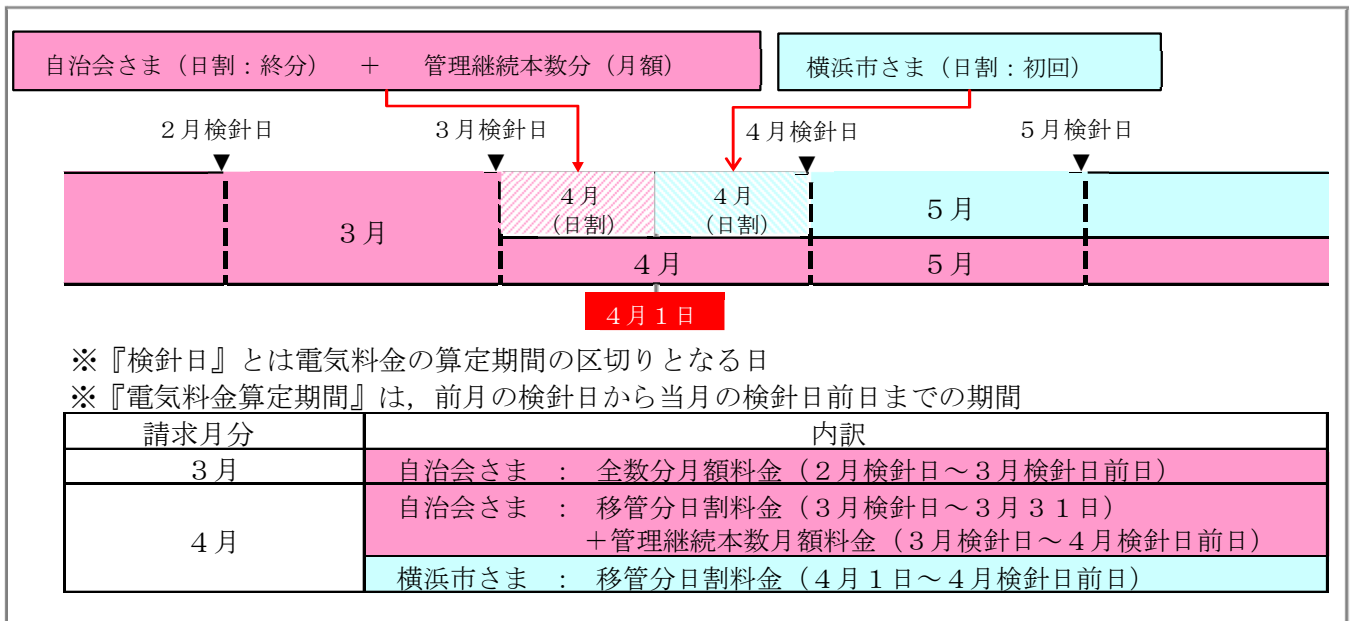 自治会さま（日割：終分）　＋　管理継続本数分（月額）
横浜市さま（日割：初回）
２月検針日
３月検針日
４月検針日
５月検針日
３月
４月
（日割）
４月
（日割）
５月
４月
５月
４月１日
※『検針日』とは電気料金の算定期間の区切りとなる日
※『電気料金算定期間』は，前月の検針日から当月の検針日前日までの期間
請求月分　内訳
３月　自治会さま　：　全数分月額料金（２月検針日～３月検針日前日）
４月　自治会さま　：　移管分日割料金（３月検針日～３月３１日）
＋管理継続本数月額料金（３月検針日～４月検針日前日）
横浜市さま　：　移管分日割料金（４月１日～４月検針日前日）